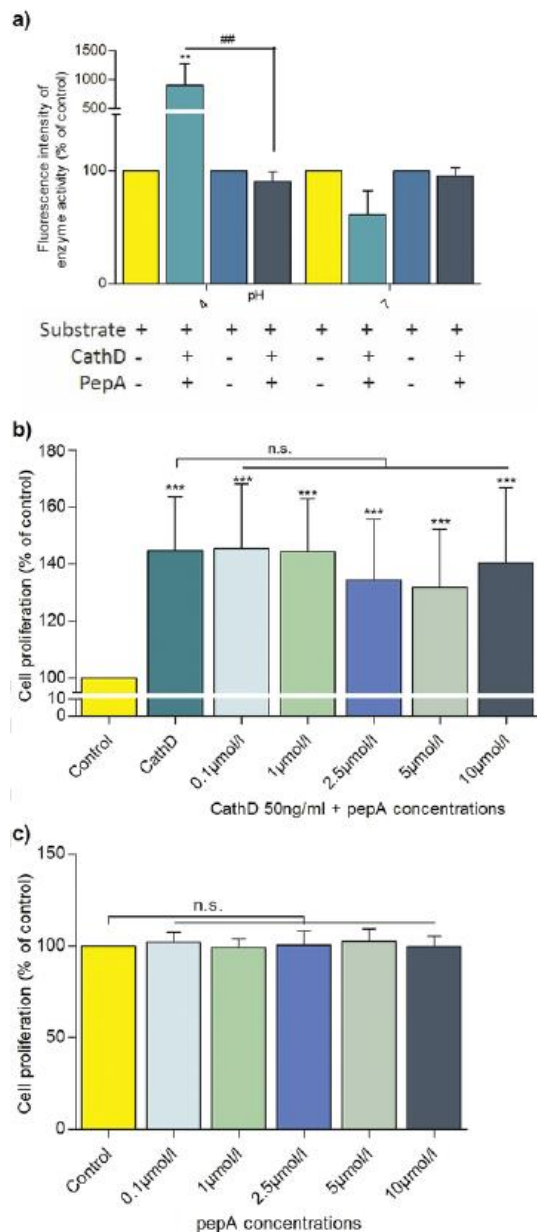 a)
##
**
1500
1000
500
100
0
Fluorescence intensity of
enzyme activity (% of control)
4 pH 7
Substrate + + + + + + + +
CathD - + - + - + - +
PepA - + - + - + - +
b)
n.s.
*** *** *** *** *** ***
180
160
140
120
100
10
0
Cell proliferation (% of control)
Control CathD 0.1µmol/l 1µmol/l 2.5µmol/l 5µmol/l 10µmol/l
CathD 50ng/ml + pepA concentrations
c)
n.s.
150
100
50
0
Cell proliferation (% of control)
Control 0.1µmol/l 1µmol/l 2.5µmol/l 5µmol/l 10µmol/l
pepA concentrations